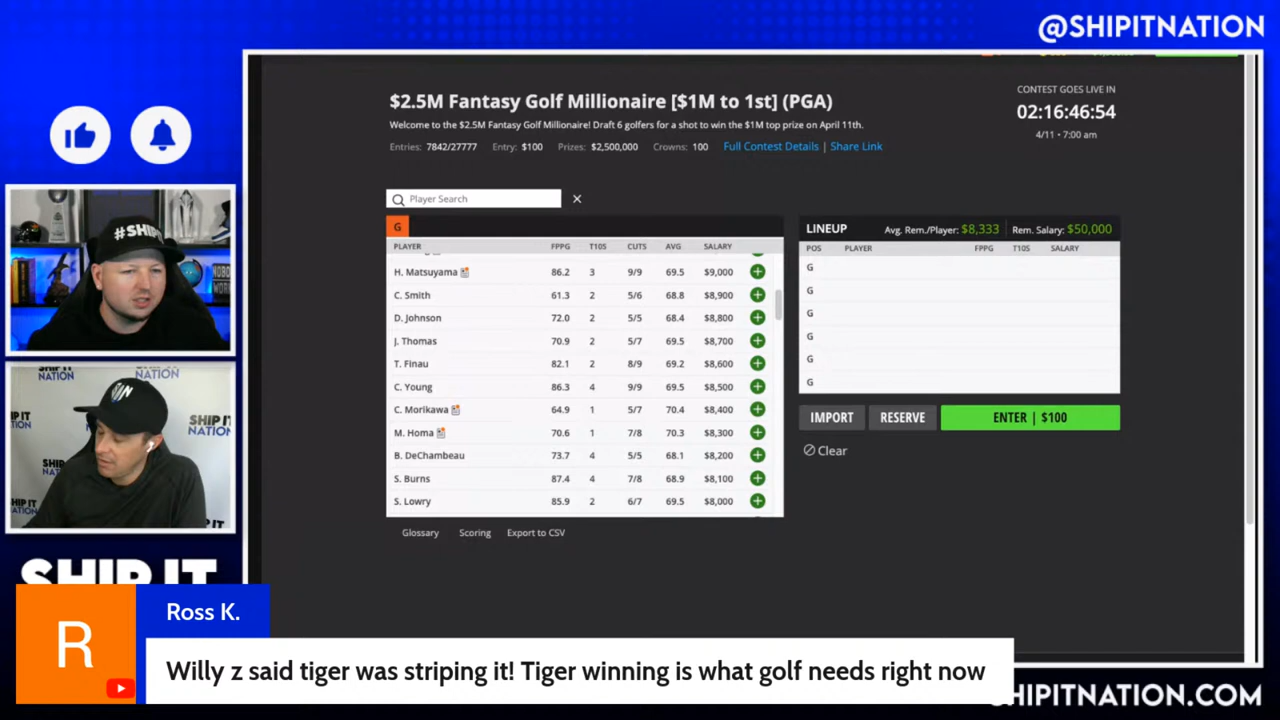 @SHIPITNATION
$2.5M Fantasy Golf Millionaire [$1M to 1st] (PGA)
Welcome to the $2.5M Fantasy Golf Millionaire! Draft 6 golfers for a shot to win the $1M top prize on April 11th.
Entries: 7842/27777 Entry: $100 Prizes: $2,500,000 Crowns: 100 Full Contest Details | Share Link
CONTEST GOES LIVE IN
02:16:46:54
4/11 • 7:00 am
Player Search
G
PLAYER FPPG T10S CUTS AVG SALARY
H. Matsuyama 86.2 3 9/9 69.5 $9,000
C. Smith 61.3 2 5/6 68.8 $8,900
D. Johnson 72.0 2 5/5 68.4 $8,800
J. Thomas 70.9 2 5/7 69.5 $8,700
T. Finau 82.1 2 8/9 69.2 $8,600
C. Young 86.3 4 9/9 69.5 $8,500
C. Morikawa 64.9 1 5/7 70.4 $8,400
M. Homa 70.6 1 7/8 70.3 $8,300
B. DeChambeau 73.7 4 5/5 68.1 $8,200
S. Burns 87.4 4 7/8 68.9 $8,100
S. Lowry 85.9 2 6/7 69.5 $8,000
Glossary Scoring Export to CSV
LINEUP Avg. Rem./Player: $8,333 Rem. Salary: $50,000
POS PLAYER FPPG T10S SALARY
G
G
G
G
G
G
IMPORT RESERVE ENTER | $100
Clear
#SHIPIT
SHIP IT
NATION
SHIP IT
NATION
SHIP IT
R
Ross K.
Willy z said tiger was striping it! Tiger winning is what golf needs right now
SHIPITNATION.COM